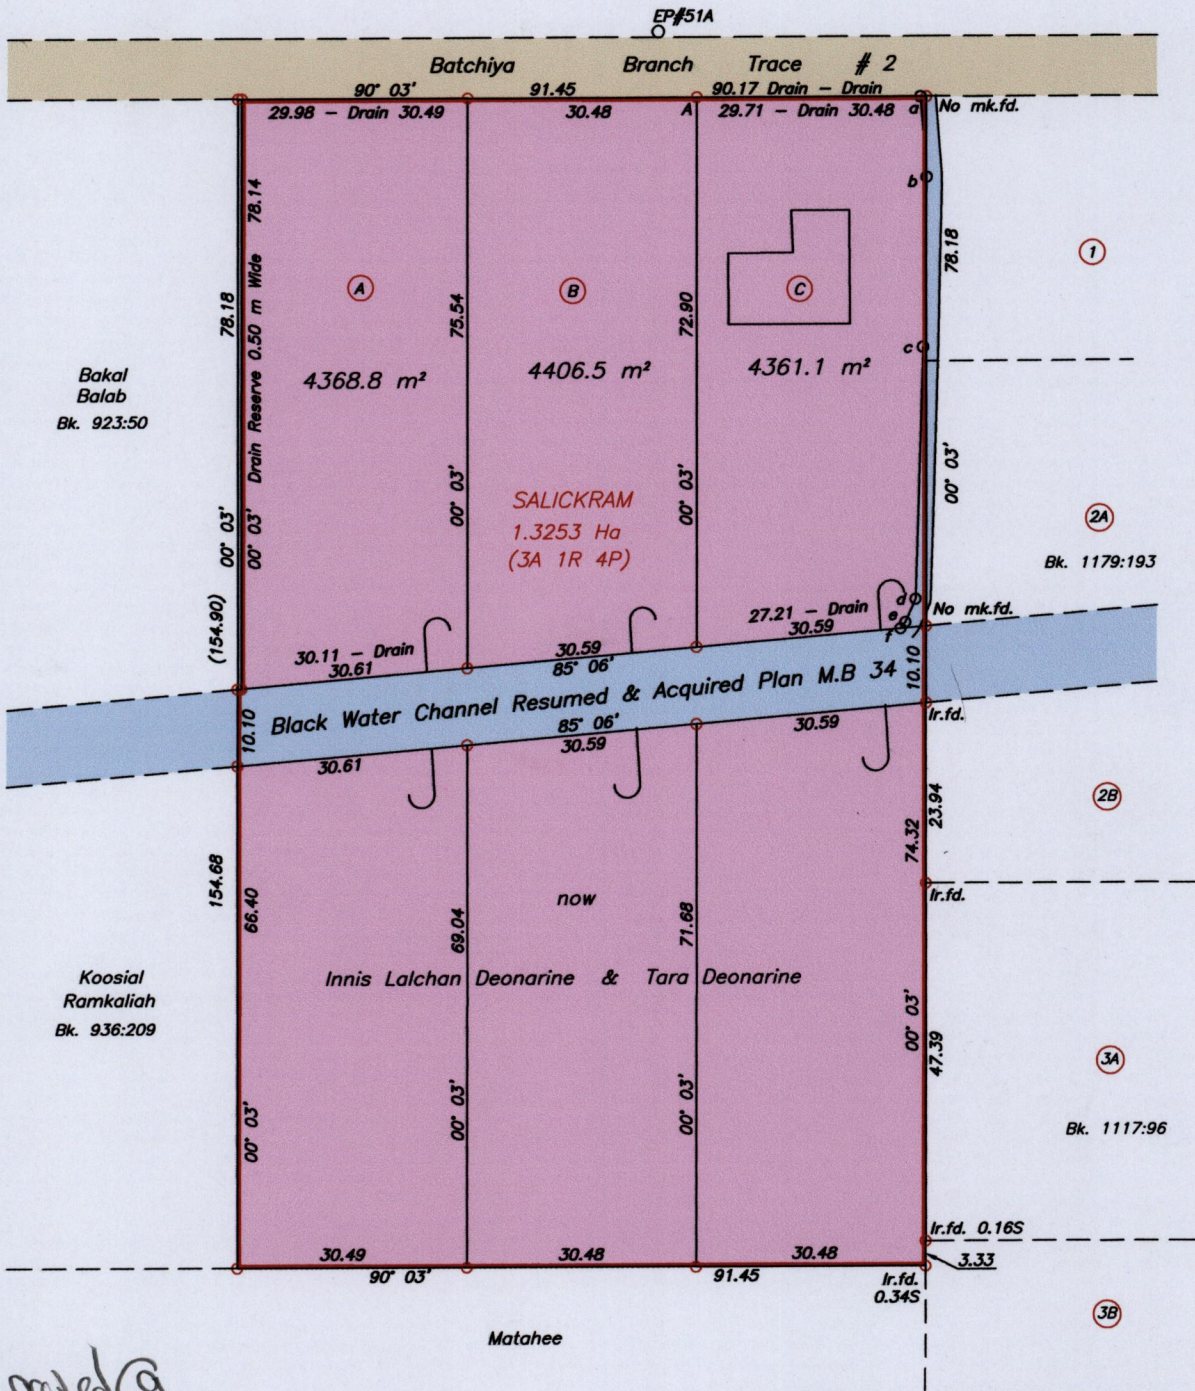 EP#51A
Batchiya Branch Trace # 2
90° 03' 91.45 90.17 Drain — Drain
29.98 — Drain 30.49 30.48 A 29.71 — Drain 30.48 a No mk.fd.
b
78.14
78.18
Drain Reserve 0.50 m Wide
78.18
75.54
72.90
1
A
B
C
c
4368.8 m²
4406.5 m²
4361.1 m²
Bakal
Balab
Bk. 923:50
00° 03'
00° 03'
00° 03'
00° 03'
00° 03'
SALICKRAM
1.3253 Ha
(3A 1R 4P)
2A
Bk. 1179:193
(154.90)
27.21 — Drain
30.59
d
e
f
No mk.fd.
30.11 — Drain
30.61
30.59
85° 06'
10.10
Black Water Channel Resumed & Acquired Plan M.B 34
10.10
85° 06'
30.59
30.59
30.61
Ir.fd.
2B
23.94
74.32
154.68
66.40
69.04
71.68
now
Ir.fd.
Innis Lalchan Deonarine & Tara Deonarine
Koosial
Ramkaliah
Bk. 936:209
00° 03'
47.39
3A
Bk. 1117:96
00° 03'
00° 03'
00° 03'
Ir.fd. 0.16S
30.49 30.48 30.48
3.33
90° 03' 91.45
Ir.fd.
0.34S
3B
Matahee